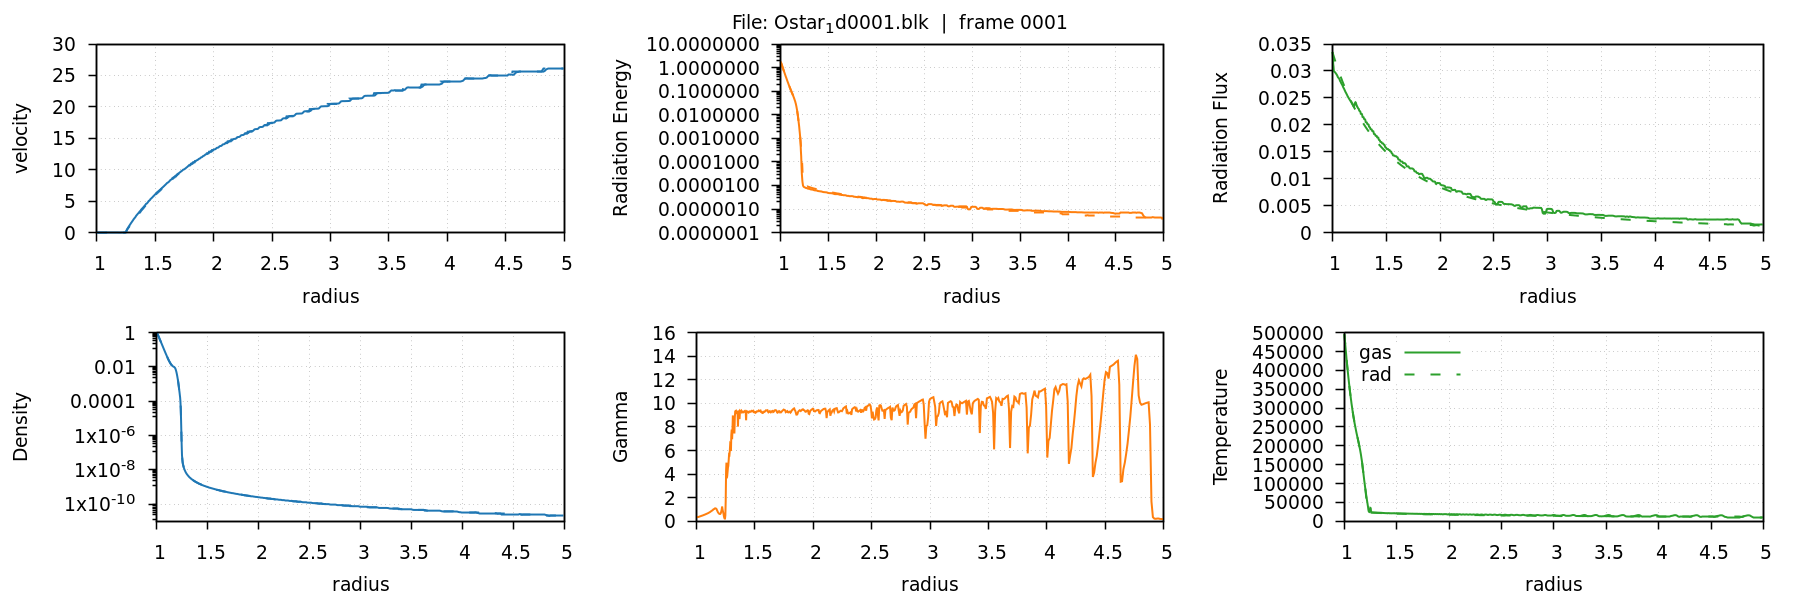 File: Ostar1d0001.blk | frame 0001
velocity
30
25
20
15
10
5
0
1 1.5 2 2.5 3 3.5 4 4.5 5
radius
Radiation Energy
10.0000000
1.0000000
0.1000000
0.0100000
0.0010000
0.0001000
0.0000100
0.0000010
0.0000001
1 1.5 2 2.5 3 3.5 4 4.5 5
radius
Radiation Flux
0.035
0.03
0.025
0.02
0.015
0.01
0.005
0
1 1.5 2 2.5 3 3.5 4 4.5 5
radius
Density
1
0.01
0.0001
1x10-6
1x10-8
1x10-10
1 1.5 2 2.5 3 3.5 4 4.5 5
radius
Gamma
16
14
12
10
8
6
4
2
0
1 1.5 2 2.5 3 3.5 4 4.5 5
radius
Temperature
500000
450000
400000
350000
300000
250000
200000
150000
100000
50000
0
gas
rad
1 1.5 2 2.5 3 3.5 4 4.5 5
radius